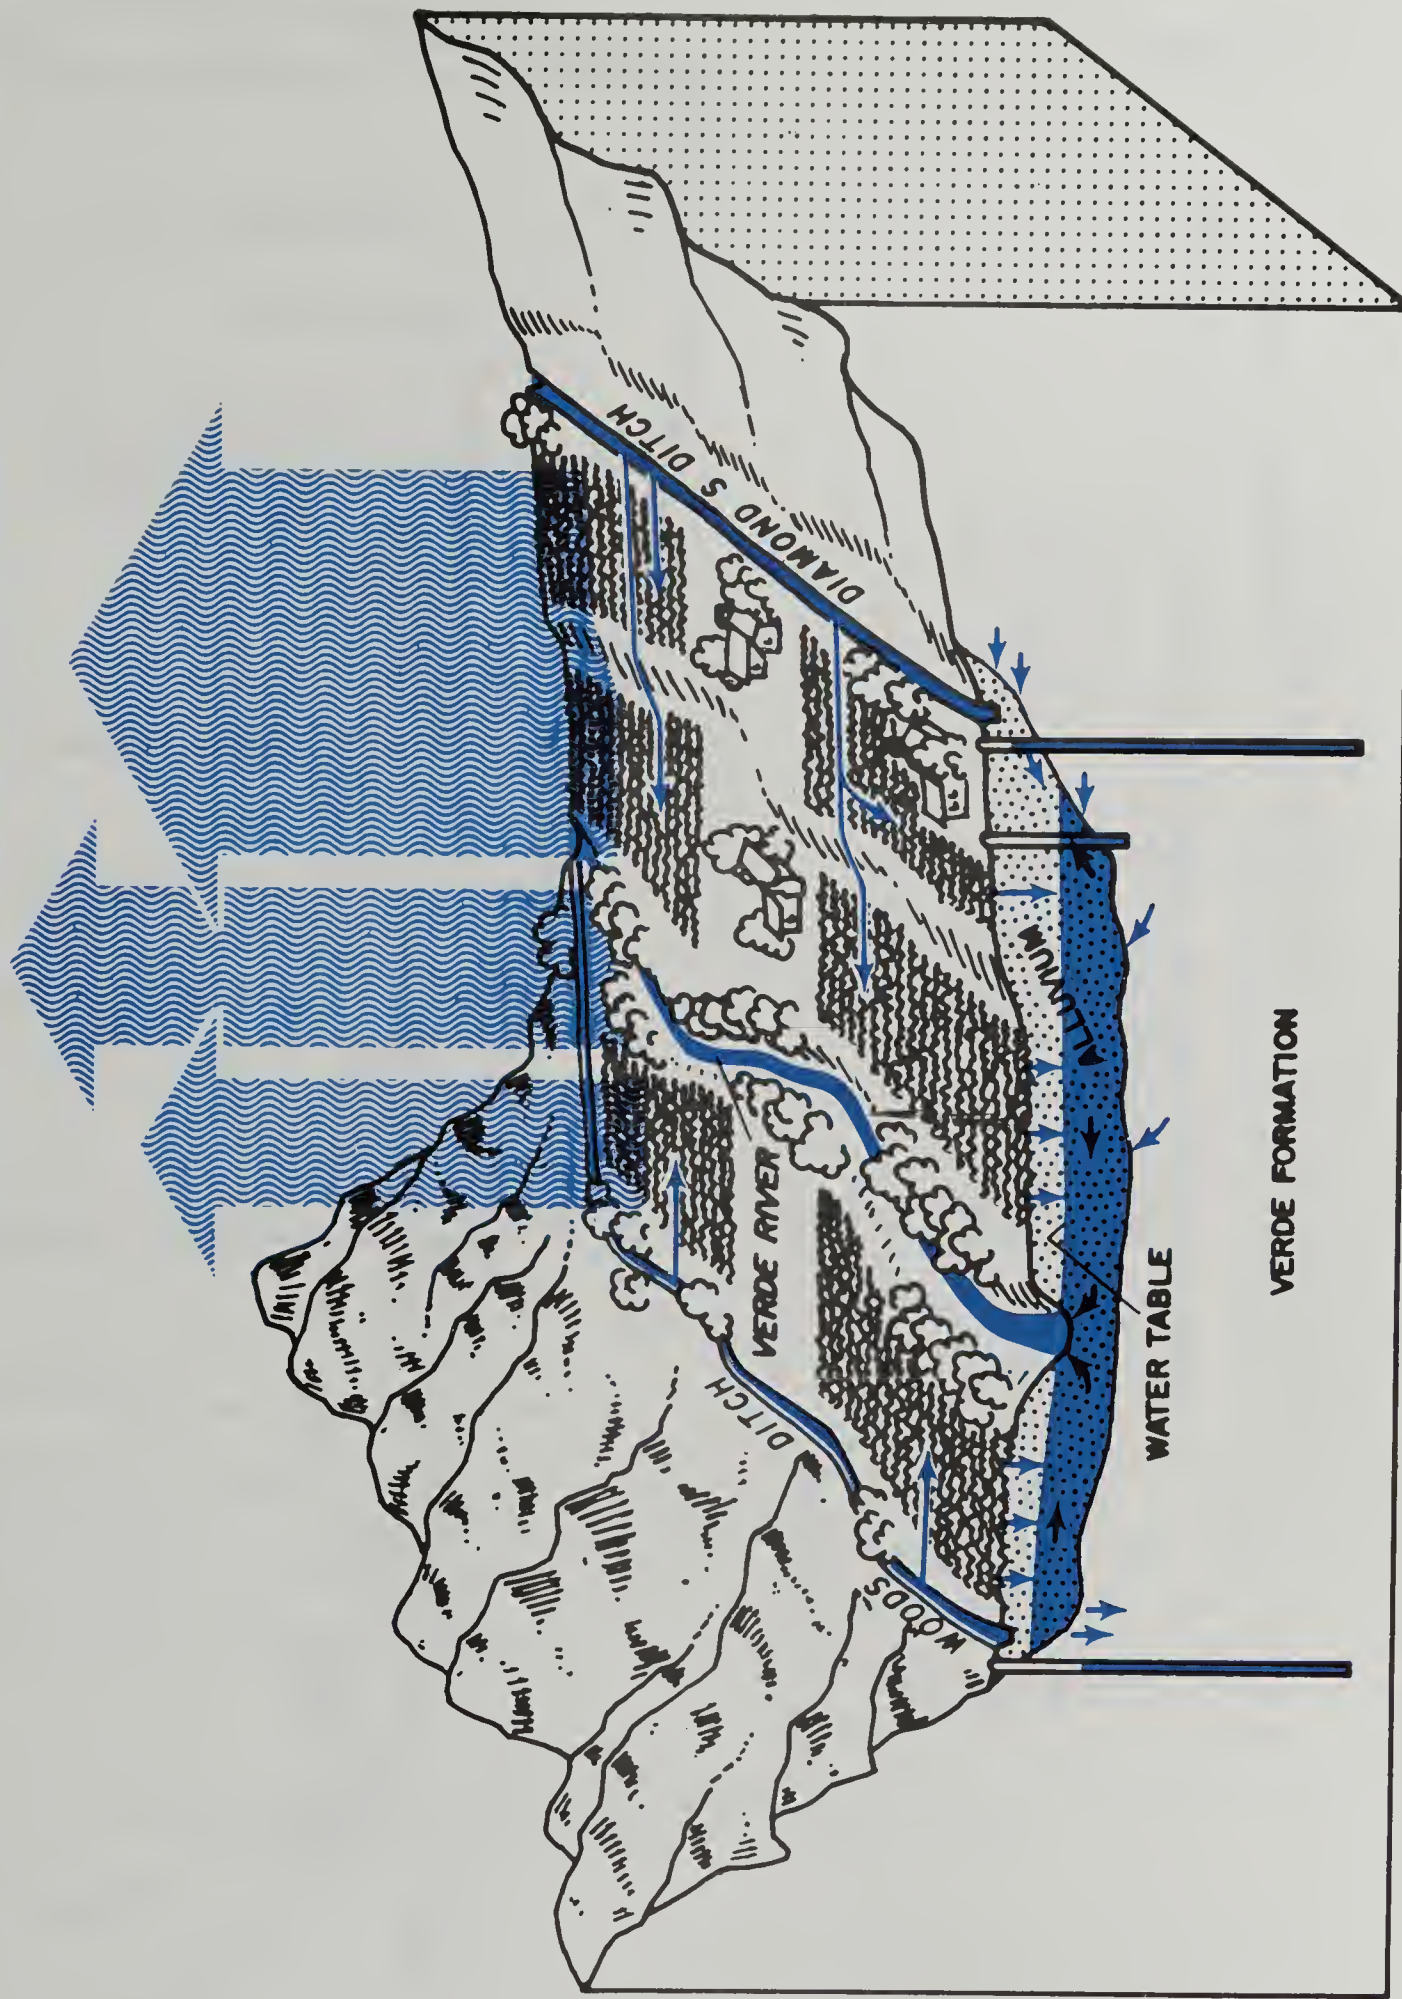 DIAMOND S DITCH
VERDE RIVER
WOODS DITCH
ALLUVIUM
WATER TABLE
VERDE FORMATION